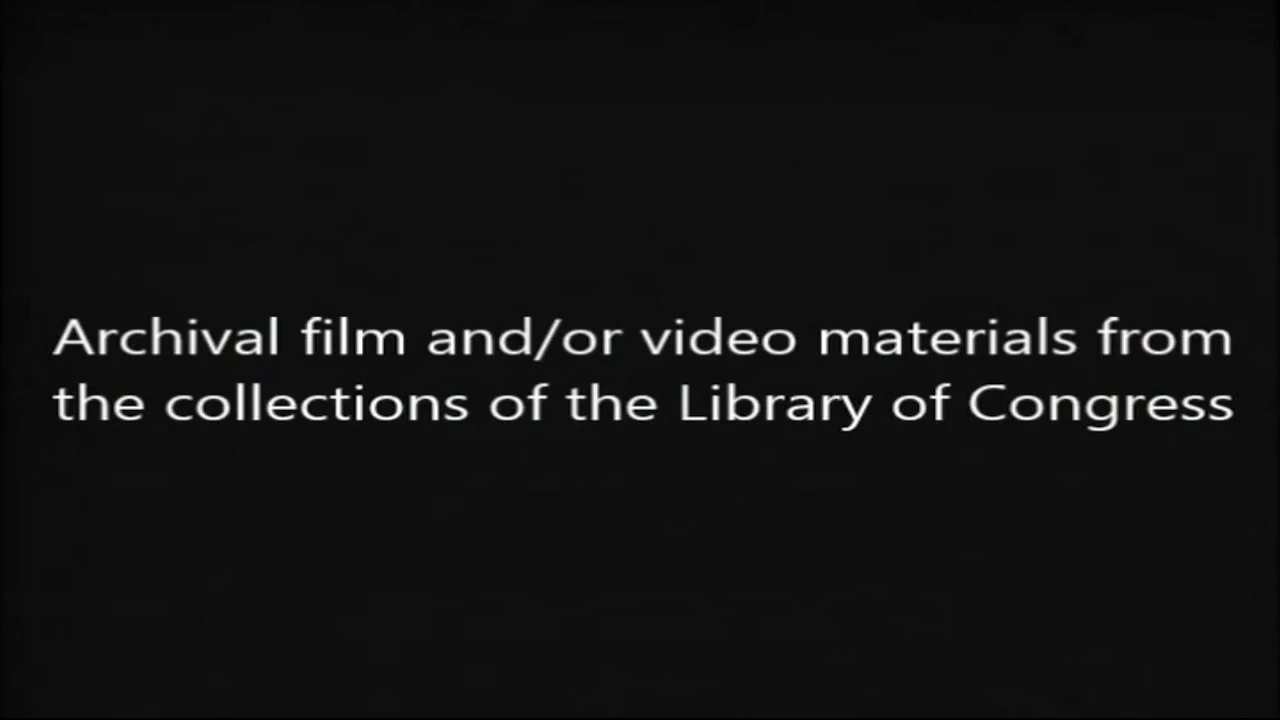 Archival film and/or video materials from
the collections of the Library of Congress